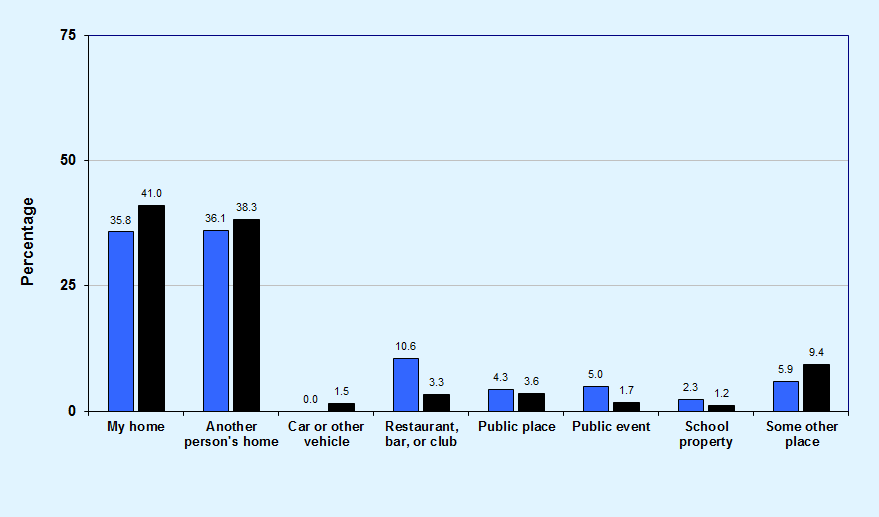 75
50
25
0
Percentage
35.8
41.0
36.1
38.3
0.0
1.5
10.6
3.3
4.3
3.6
5.0
1.7
2.3
1.2
5.9
9.4
My home
Another
person's home
Car or other
vehicle
Restaurant,
bar, or club
Public place
Public event
School
property
Some other
place